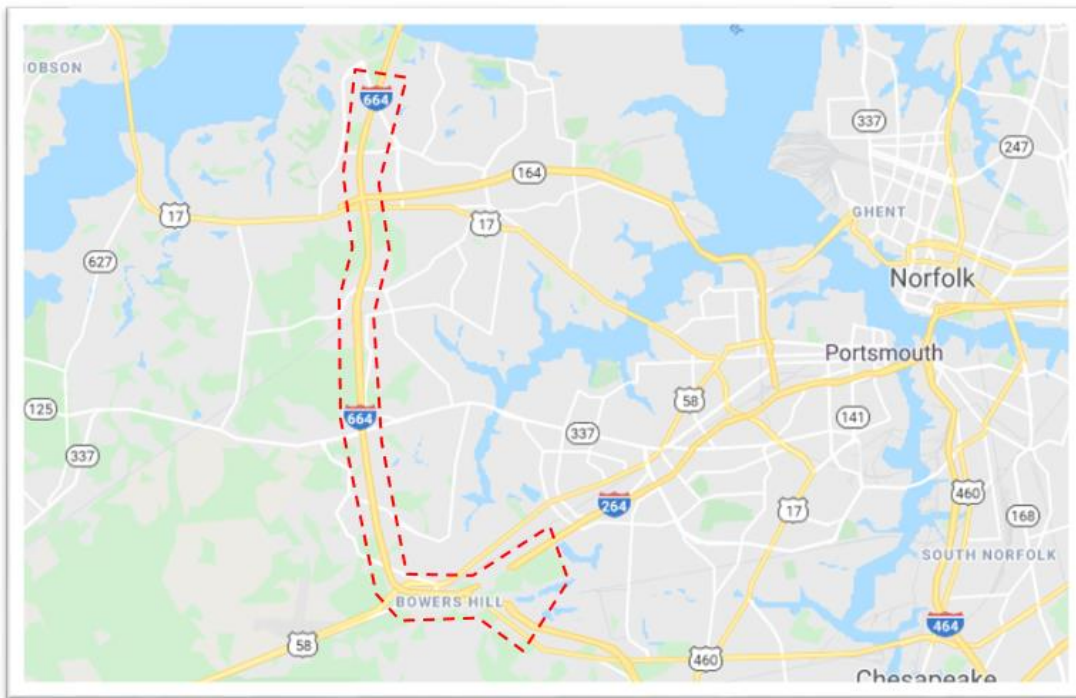 664
337
OBSON
247
164
17
17
GHENT
627
Norfolk
Portsmouth
58
125
141
664
337
337
460
264
17
168
SOUTH NORFOLK
BOWERS HILL
464
58
460
Chesapeake